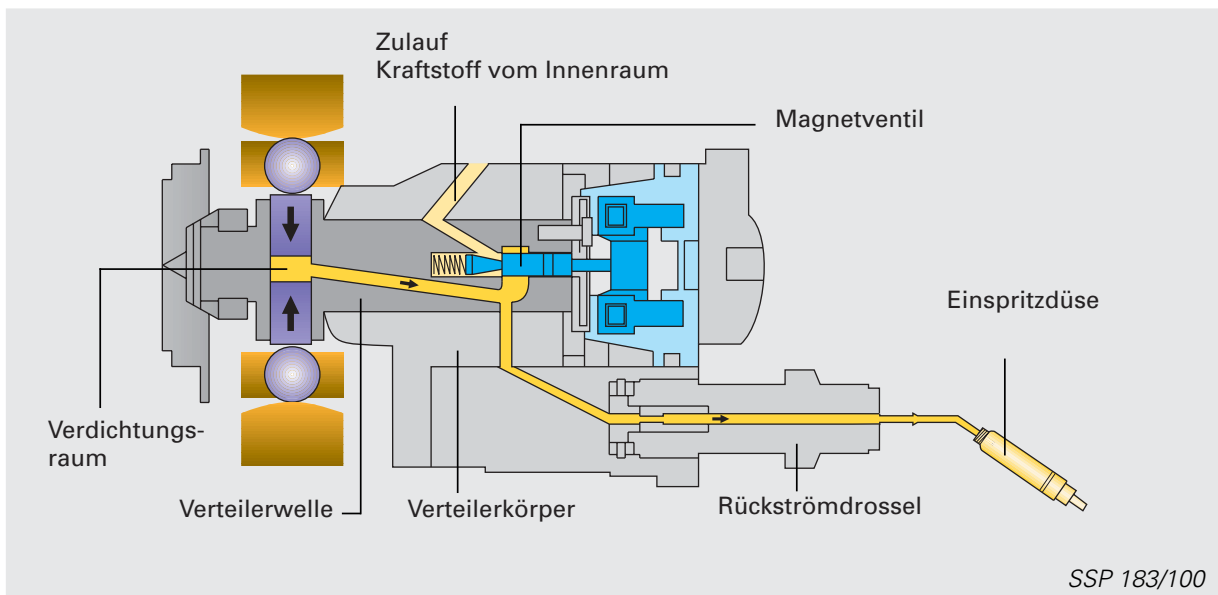 Zulauf
Kraftstoff vom Innenraum
Magnetventil
Einspritzdüse
Verdichtungs-
raum
Verteilerwelle
Verteilerkörper
Rückströmdrossel
SSP 183/100